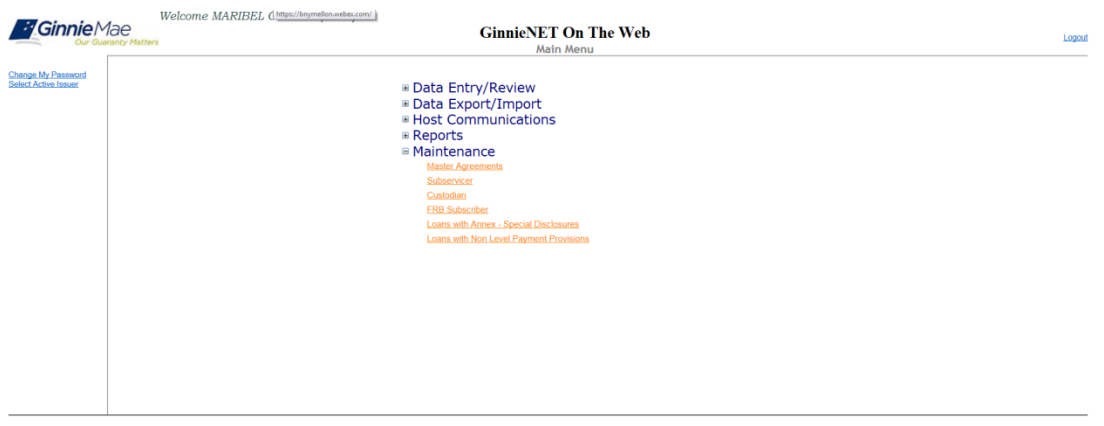 GinnieMae
Our Guaranty Matters
Welcome MARIBEL
https://bnymellon.webex.com/
GinnieNET On The Web
Main Menu
Logout
Change My Password
Select Active Issuer
Data Entry/Review
Data Export/Import
Host Communications
Reports
Maintenance
Master Agreements
Subservicer
Custodian
FRB Subscriber
Loans with Annex - Special Disclosures
Loans with Non Level Payment Provisions